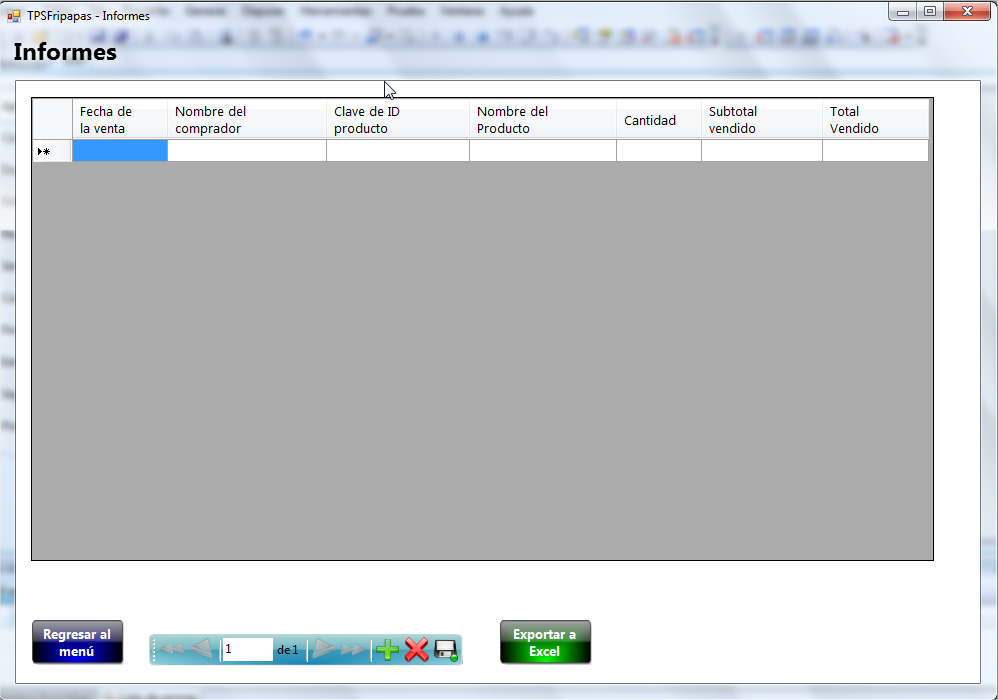 TPSFripapas - Informes
Informes
Fecha de
la venta
Nombre del
comprador
Clave de ID
producto
Nombre del
Producto
Cantidad
Subtotal
vendido
Total
Vendido
Regresar al
menú
1
de 1
Exportar a
Excel